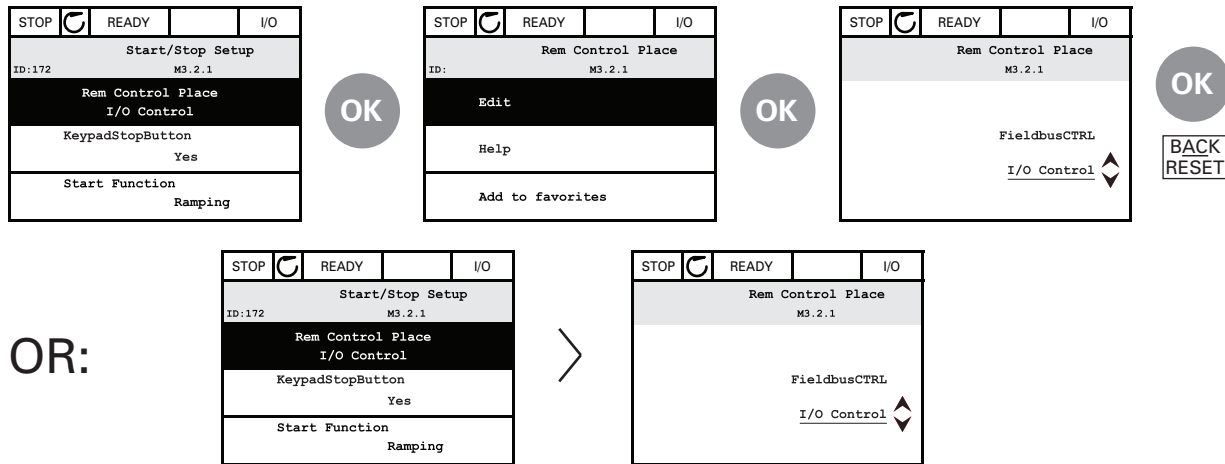 STOP READY I/O
Start/Stop Setup
ID:172 M3.2.1
Rem Control Place
I/O Control
KeypadStopButton
Yes
Start Function
Ramping
OK
STOP READY I/O
Rem Control Place
ID: M3.2.1
Edit
Help
Add to favorites
OK
STOP READY I/O
Rem Control Place
M3.2.1
FieldbusCTRL
I/O Control
OK
BACK
RESET
OR:
STOP READY I/O
Start/Stop Setup
ID:172 M3.2.1
Rem Control Place
I/O Control
KeypadStopButton
Yes
Start Function
Ramping
STOP READY I/O
Rem Control Place
M3.2.1
FieldbusCTRL
I/O Control